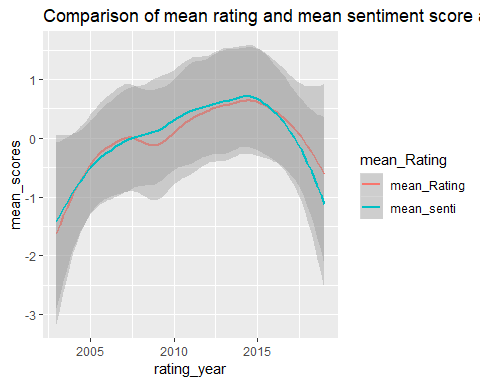 Comparison of mean rating and mean sentiment score a
mean_scores
1
0
-1
-2
-3
2005
2010
2015
rating_year
mean_Rating
mean_Rating
mean_senti